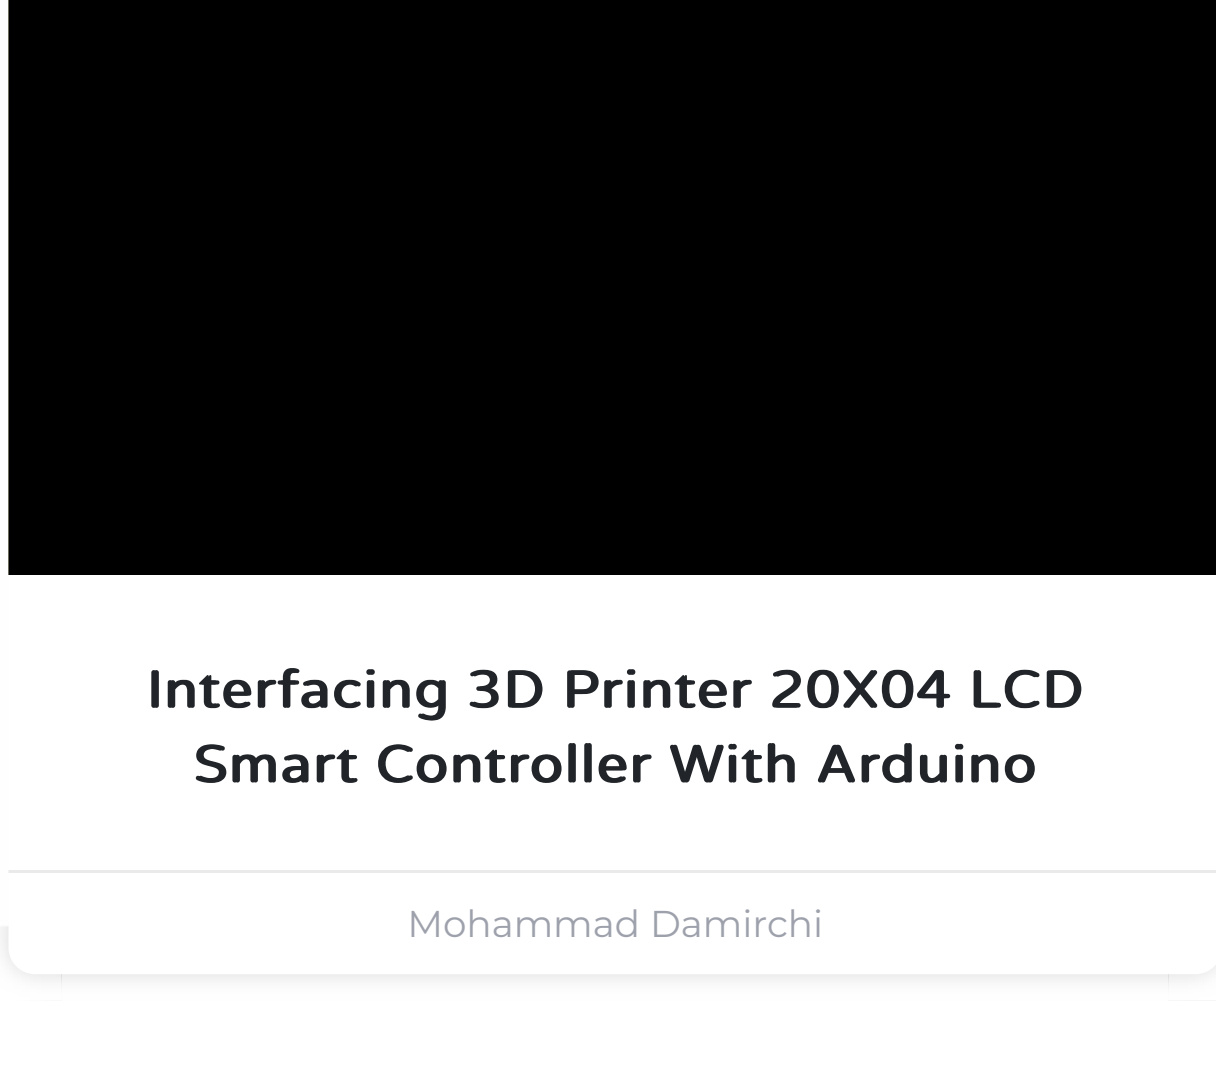 Interfacing 3D Printer 20X04 LCD
Smart Controller With Arduino
Mohammad Damirchi